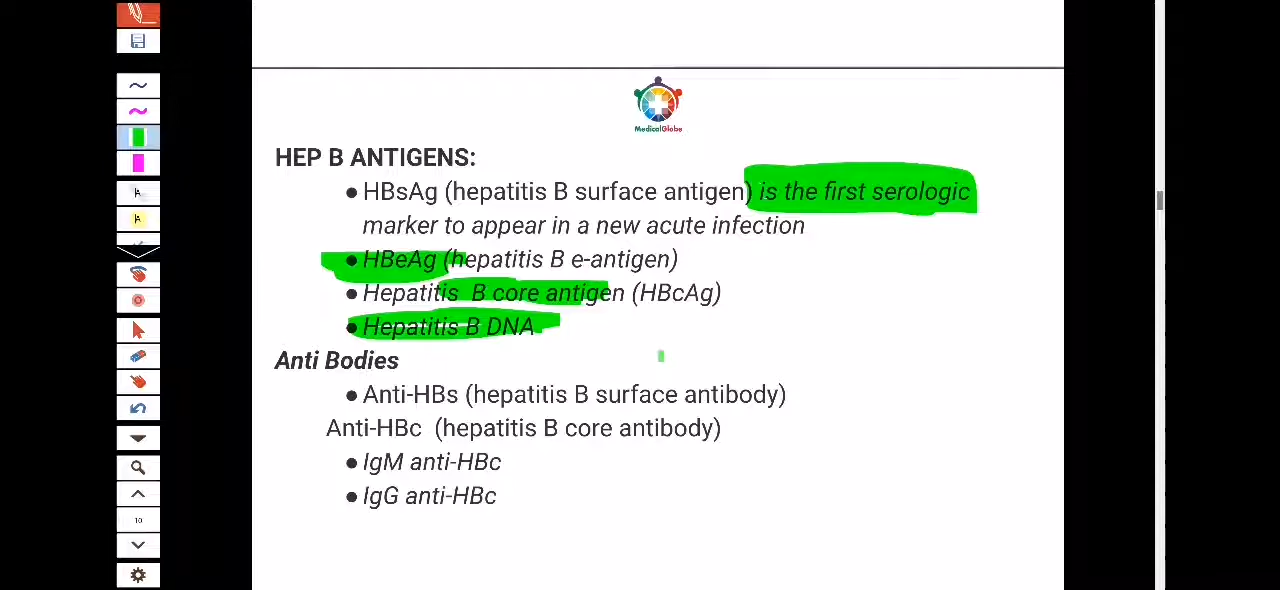 MedicalGlobe
HEP B ANTIGENS:
● HBsAg (hepatitis B surface antigen) is the first serologic
marker to appear in a new acute infection
● HBeAg (hepatitis B e-antigen)
● Hepatitis B core antigen (HBcAg)
● Hepatitis B DNA
Anti Bodies
● Anti-HBs (hepatitis B surface antibody)
Anti-HBc (hepatitis B core antibody)
● IgM anti-HBc
● IgG anti-HBc
A
A
10